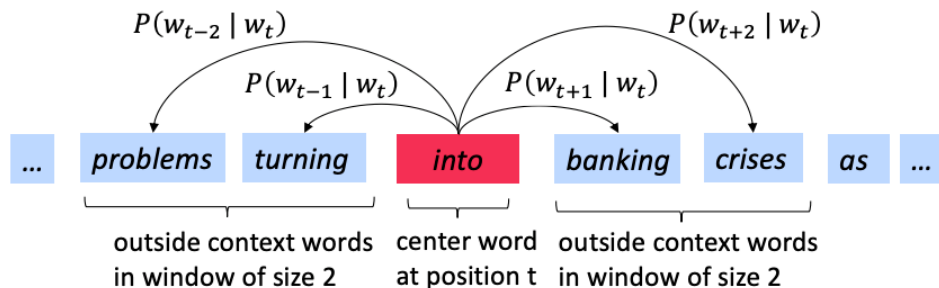 P(w_{t−2} | w_t) P(w_{t+2} | w_t)
P(w_{t−1} | w_t) P(w_{t+1} | w_t)
... problems turning into banking crises as ...
outside context words center word outside context words
in window of size 2 at position t in window of size 2